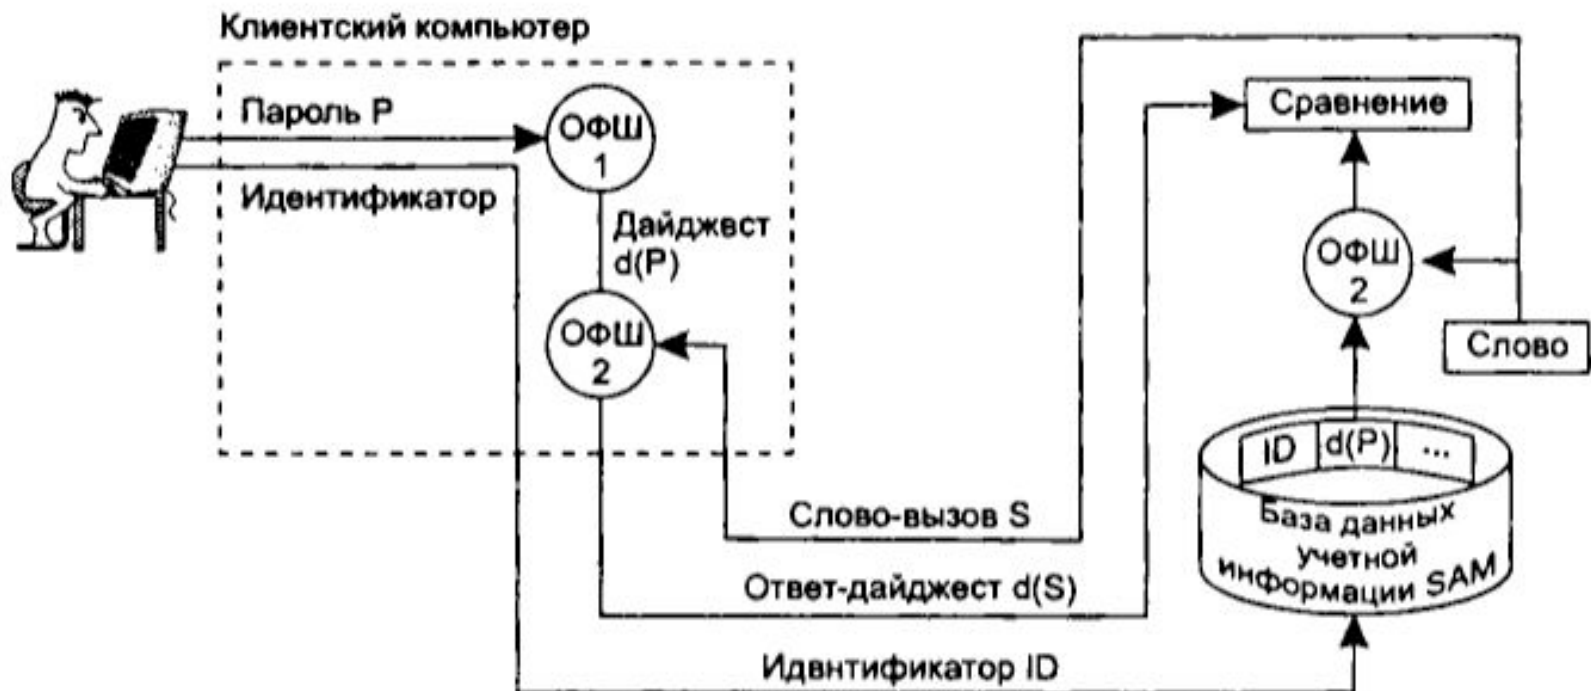 Клиентский компьютер
Пароль P
Идентификатор
ОФШ
1
Дайджест
d(P)
ОФШ
2
Сравнение
ОФШ
2
Слово
ID d(P) ...
База данных
учетной
информации SAM
Слово-вызов S
Ответ-дайджест d(S)
Идвнтификатор ID